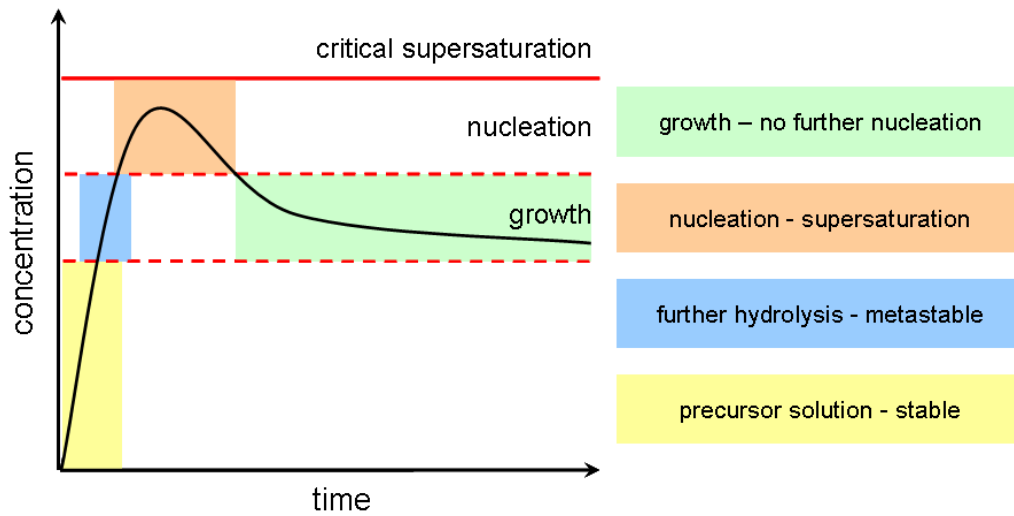 critical supersaturation
nucleation
growth
concentration
time
growth – no further nucleation
nucleation - supersaturation
further hydrolysis - metastable
precursor solution - stable